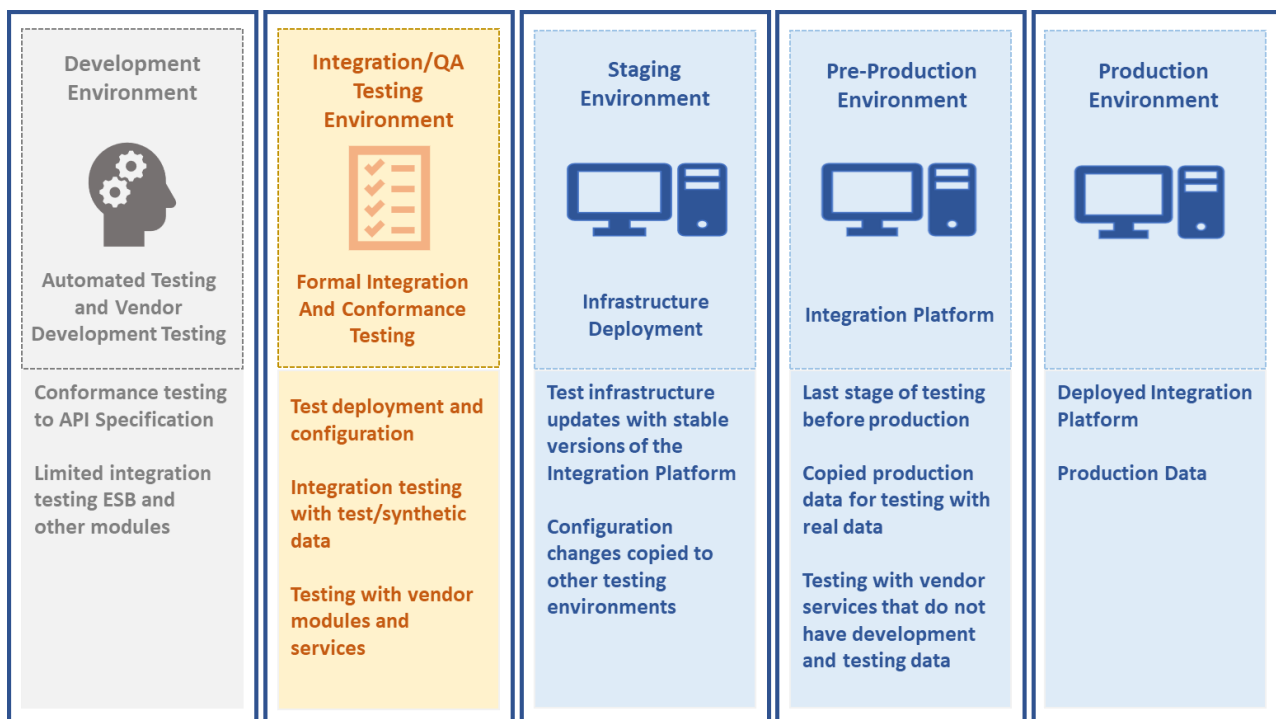 Development
Environment
Automated Testing
and Vendor
Development Testing
Conformance testing
to API Specification
Limited integration
testing ESB and
other modules
Integration/QA
Testing
Environment
Formal Integration
And Conformance
Testing
Test deployment and
configuration
Integration testing
with test/synthetic
data
Testing with vendor
modules and
services
Staging
Environment
Infrastructure
Deployment
Test infrastructure
updates with stable
versions of the
Integration Platform
Configuration
changes copied to
other testing
environments
Pre-Production
Environment
Integration Platform
Last stage of testing
before production
Copied production
data for testing with
real data
Testing with vendor
services that do not
have development
and testing data
Production
Environment
Deployed Integration
Platform
Production Data